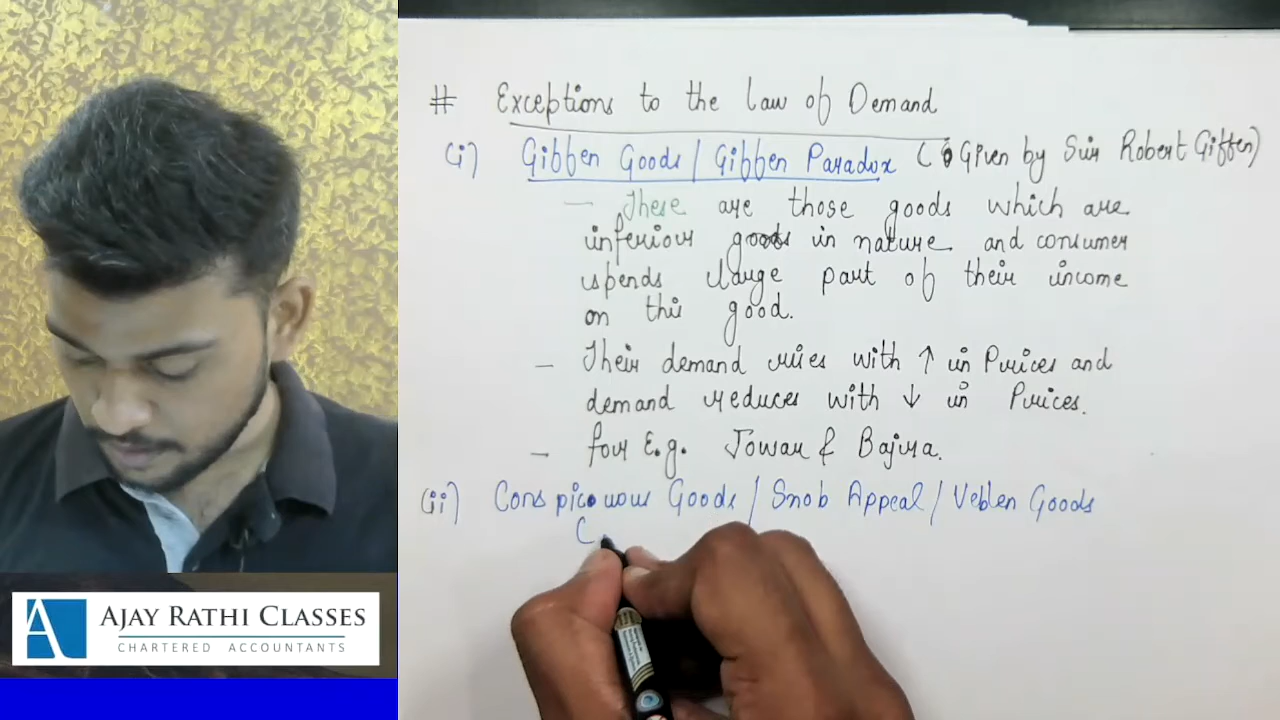 # Exceptions to the Law of Demand
(i) Giffen Goods / Giffen Paradox ( Given by Sir Robert Giffen)
— These are those goods which are
inferior goods in nature and consumer
spends large part of their income
on this good.
— Their demand rises with ↑ in Prices and
demand reduces with ↓ in Prices.
— for E.g. Jowar & Bajra.
(ii) Conspicouous Goods / Snob Appeal / Veblen Goods
(
AJAY RATHI CLASSES
CHARTERED ACCOUNTANTS